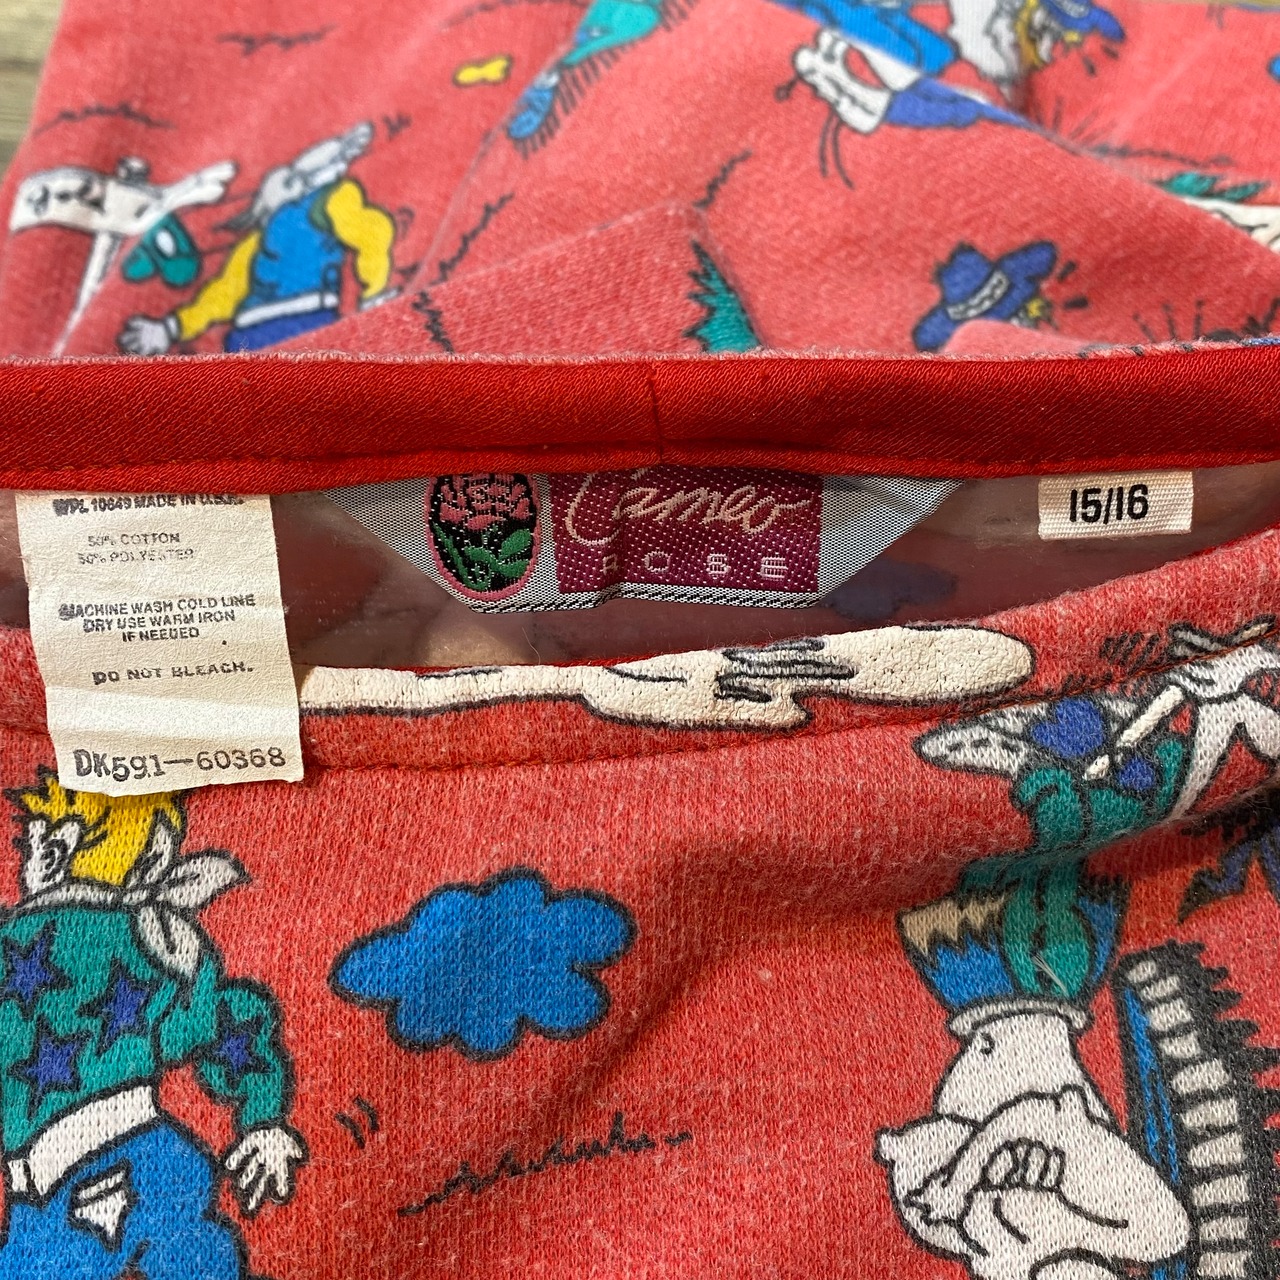 WPL 10649 MADE IN U.S.A.
50% COTTON
50% POLYESTER
MACHINE WASH COLD LINE
DRY USE WARM IRON
IF NEEDED
DO NOT BLEACH.
DK591-60368
Cameo
ROSE
15/16